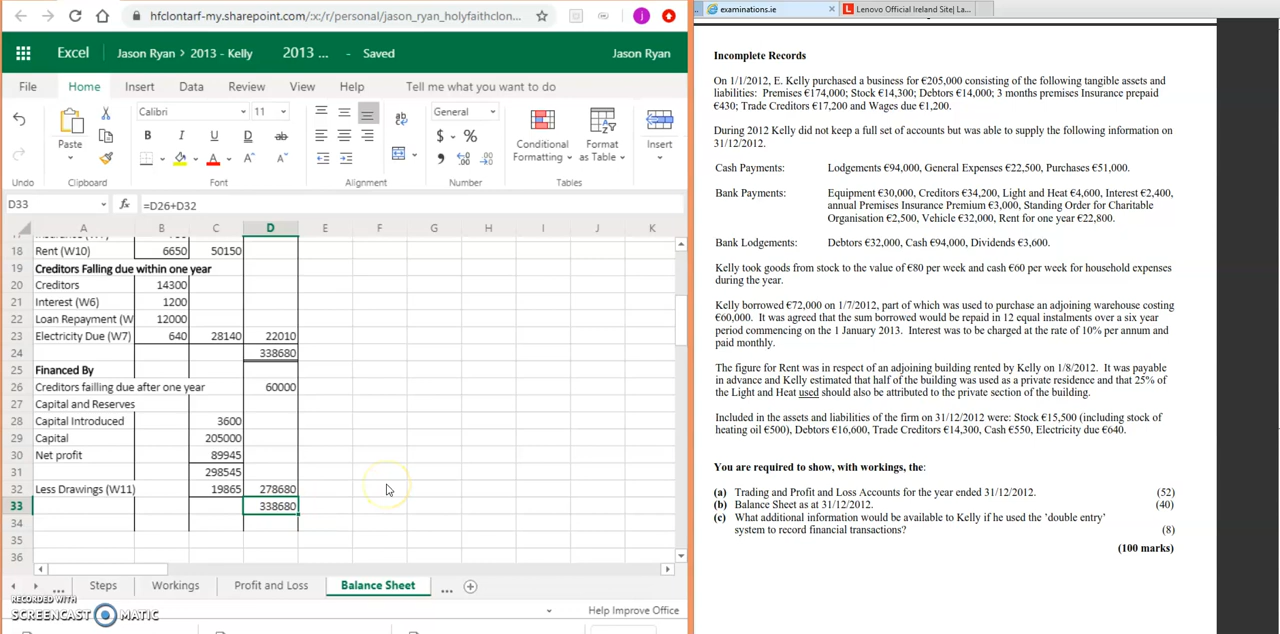 hfclontarf-my.sharepoint.com/:x:/r/personal/jason_ryan_holyfaithclon...
j
Excel Jason Ryan > 2013 - Kelly 2013 ... - Saved Jason Ryan
File Home Insert Data Review View Help Tell me what you want to do
Calibri 11 General
Paste B I U D ab $ % Conditional Formatting Format as Table Insert
Undo Clipboard Font Alignment Number Tables
D33 fx =D26+D32
A B C D E F G H I J K
18 Rent (W10) 6650 50150
19 Creditors Falling due within one year
20 Creditors 14300
21 Interest (W6) 1200
22 Loan Repayment (W 12000
23 Electricity Due (W7) 640 28140 22010
24 338680
25 Financed By
26 Creditors failling due after one year 60000
27 Capital and Reserves
28 Capital Introduced 3600
29 Capital 205000
30 Net profit 89945
31 298545
32 Less Drawings (W11) 19865 278680
33 338680
34
35
36
... Steps Workings Profit and Loss Balance Sheet ...
RECORDED WITH
SCREENCAST MATIC
Help Improve Office
examinations.ie
Lenovo Official Ireland Site| La...
Incomplete Records
On 1/1/2012, E. Kelly purchased a business for €205,000 consisting of the following tangible assets and
liabilities: Premises €174,000; Stock €14,300; Debtors €14,000; 3 months premises Insurance prepaid
€430; Trade Creditors €17,200 and Wages due €1,200.
During 2012 Kelly did not keep a full set of accounts but was able to supply the following information on
31/12/2012.
Cash Payments: Lodgements €94,000, General Expenses €22,500, Purchases €51,000.
Bank Payments: Equipment €30,000, Creditors €34,200, Light and Heat €4,600, Interest €2,400,
annual Premises Insurance Premium €3,000, Standing Order for Charitable
Organisation €2,500, Vehicle €32,000, Rent for one year €22,800.
Bank Lodgements: Debtors €32,000, Cash €94,000, Dividends €3,600.
Kelly took goods from stock to the value of €80 per week and cash €60 per week for household expenses
during the year.
Kelly borrowed €72,000 on 1/7/2012, part of which was used to purchase an adjoining warehouse costing
€60,000. It was agreed that the sum borrowed would be repaid in 12 equal instalments over a six year
period commencing on the 1 January 2013. Interest was to be charged at the rate of 10% per annum and
paid monthly.
The figure for Rent was in respect of an adjoining building rented by Kelly on 1/8/2012. It was payable
in advance and Kelly estimated that half of the building was used as a private residence and that 25% of
the Light and Heat used should also be attributed to the private section of the building.
Included in the assets and liabilities of the firm on 31/12/2012 were: Stock €15,500 (including stock of
heating oil €500), Debtors €16,600, Trade Creditors €14,300, Cash €550, Electricity due €640.
You are required to show, with workings, the:
(a) Trading and Profit and Loss Accounts for the year ended 31/12/2012. (52)
(b) Balance Sheet as at 31/12/2012. (40)
(c) What additional information would be available to Kelly if he used the 'double entry'
system to record financial transactions? (8)
(100 marks)